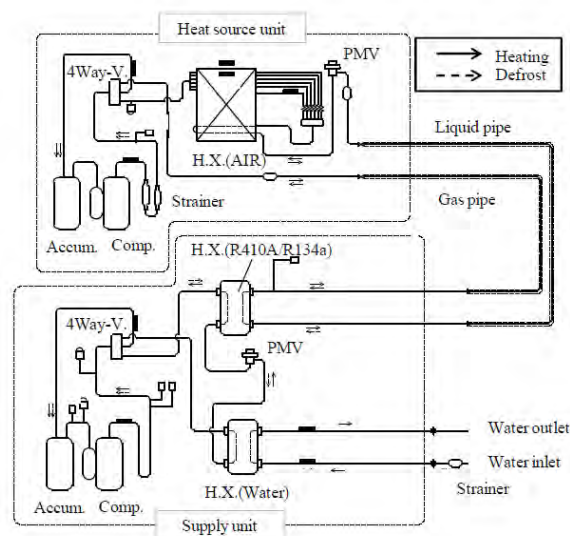 Heat source unit
PMV
Heating
Defrost
4Way-V.
Liquid pipe
H.X.(AIR)
Strainer
Gas pipe
Accum.
Comp.
H.X.(R410A/R134a)
4Way-V.
PMV
Water outlet
Water inlet
Accum.
Comp.
H.X.(Water)
Strainer
Supply unit